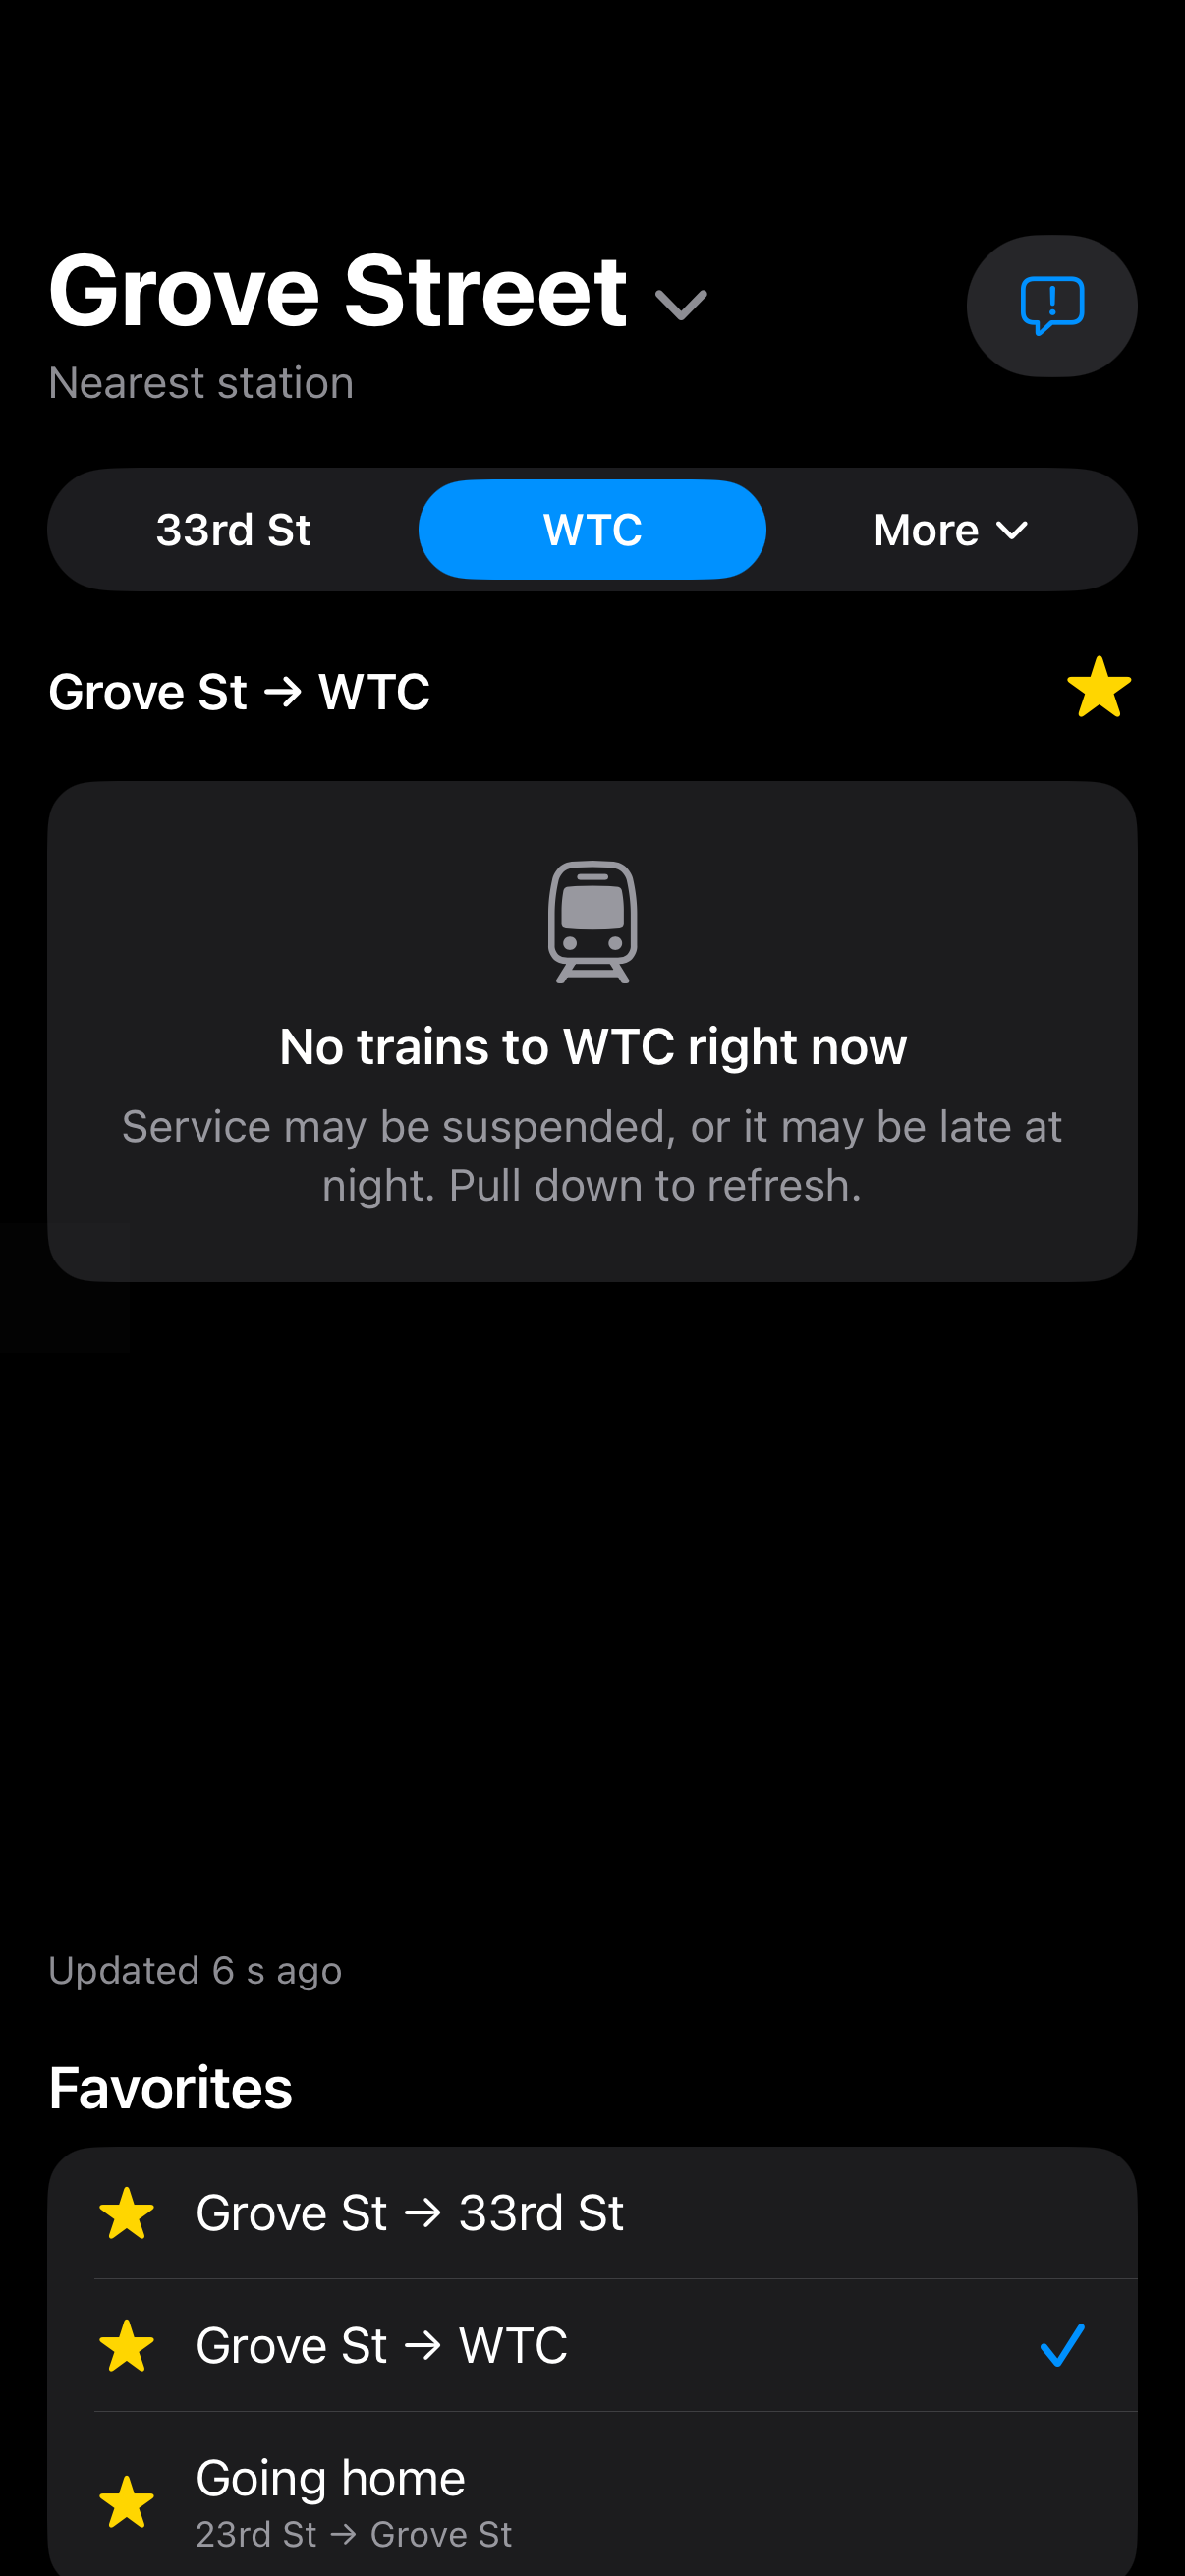 Grove Street
Nearest station
33rd St
WTC
More
Grove St → WTC
No trains to WTC right now
Service may be suspended, or it may be late at
night. Pull down to refresh.
Updated 6 s ago
Favorites
Grove St → 33rd St
Grove St → WTC
Going home
23rd St → Grove St